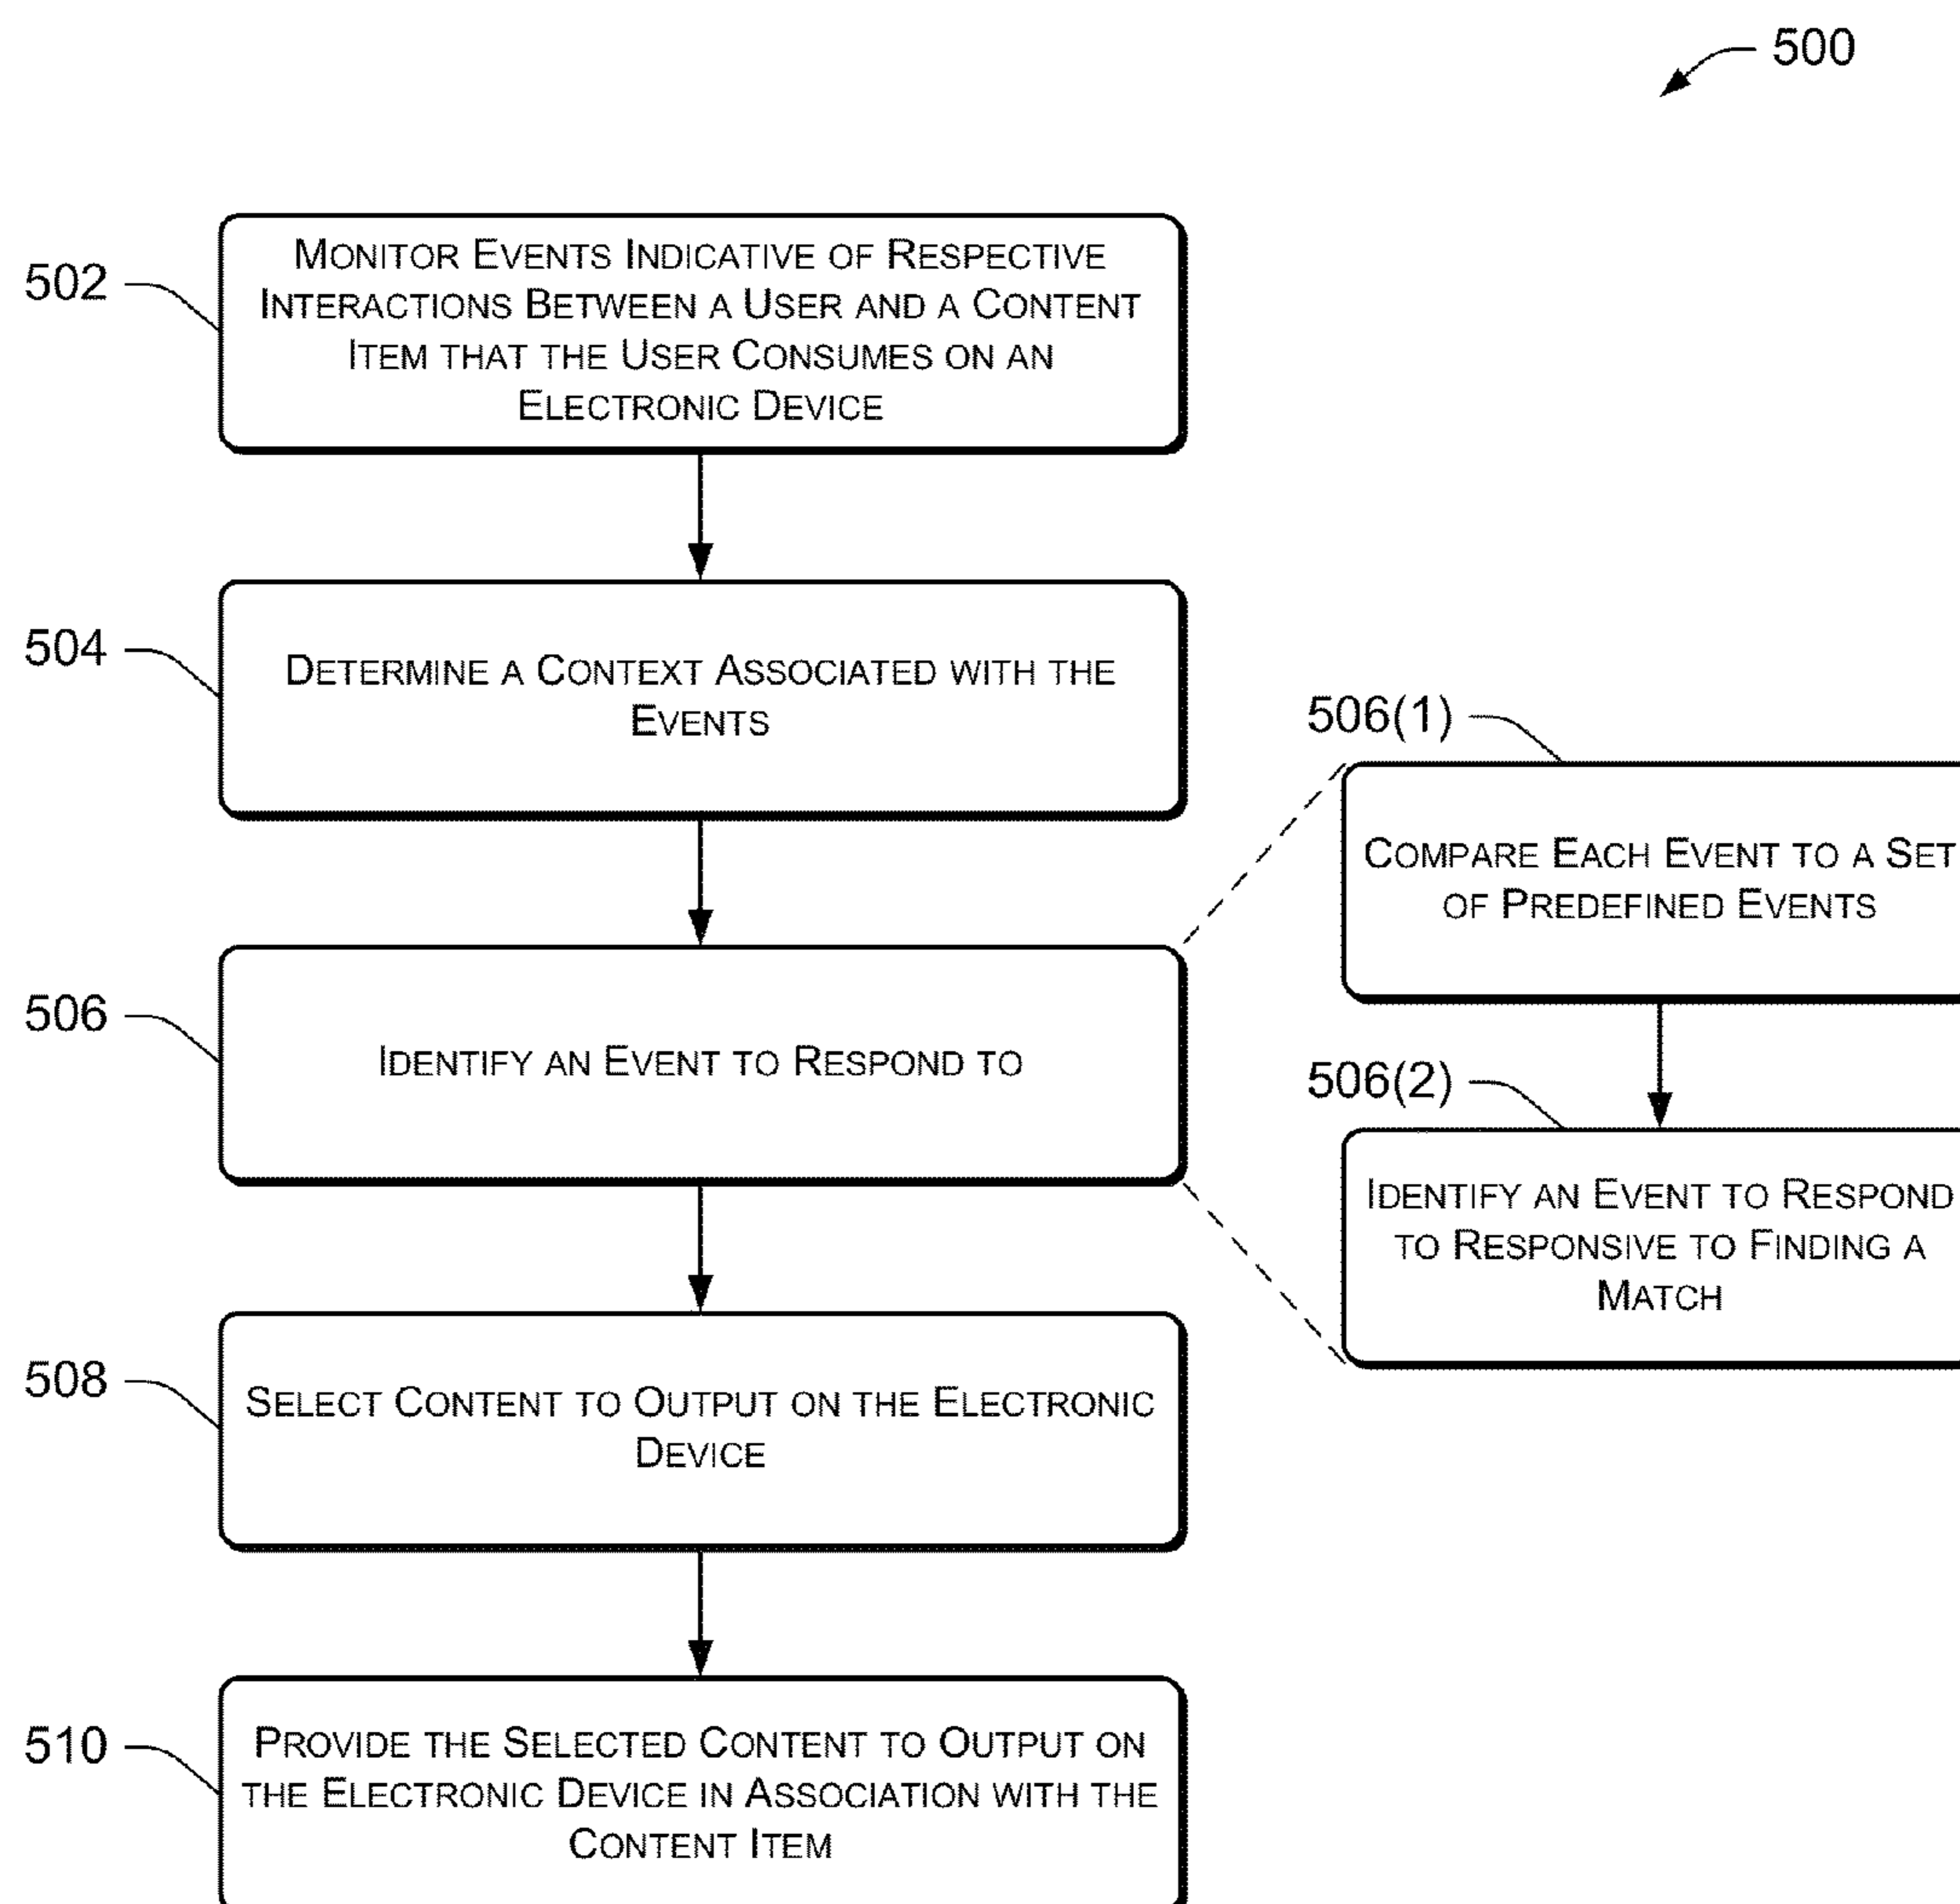 500
502
MONITOR EVENTS INDICATIVE OF RESPECTIVE
INTERACTIONS BETWEEN A USER AND A CONTENT
ITEM THAT THE USER CONSUMES ON AN
ELECTRONIC DEVICE
504
DETERMINE A CONTEXT ASSOCIATED WITH THE
EVENTS
506
IDENTIFY AN EVENT TO RESPOND TO
506(1)
COMPARE EACH EVENT TO A SET
OF PREDEFINED EVENTS
506(2)
IDENTIFY AN EVENT TO RESPOND
TO RESPONSIVE TO FINDING A
MATCH
508
SELECT CONTENT TO OUTPUT ON THE ELECTRONIC
DEVICE
510
PROVIDE THE SELECTED CONTENT TO OUTPUT ON
THE ELECTRONIC DEVICE IN ASSOCIATION WITH THE
CONTENT ITEM